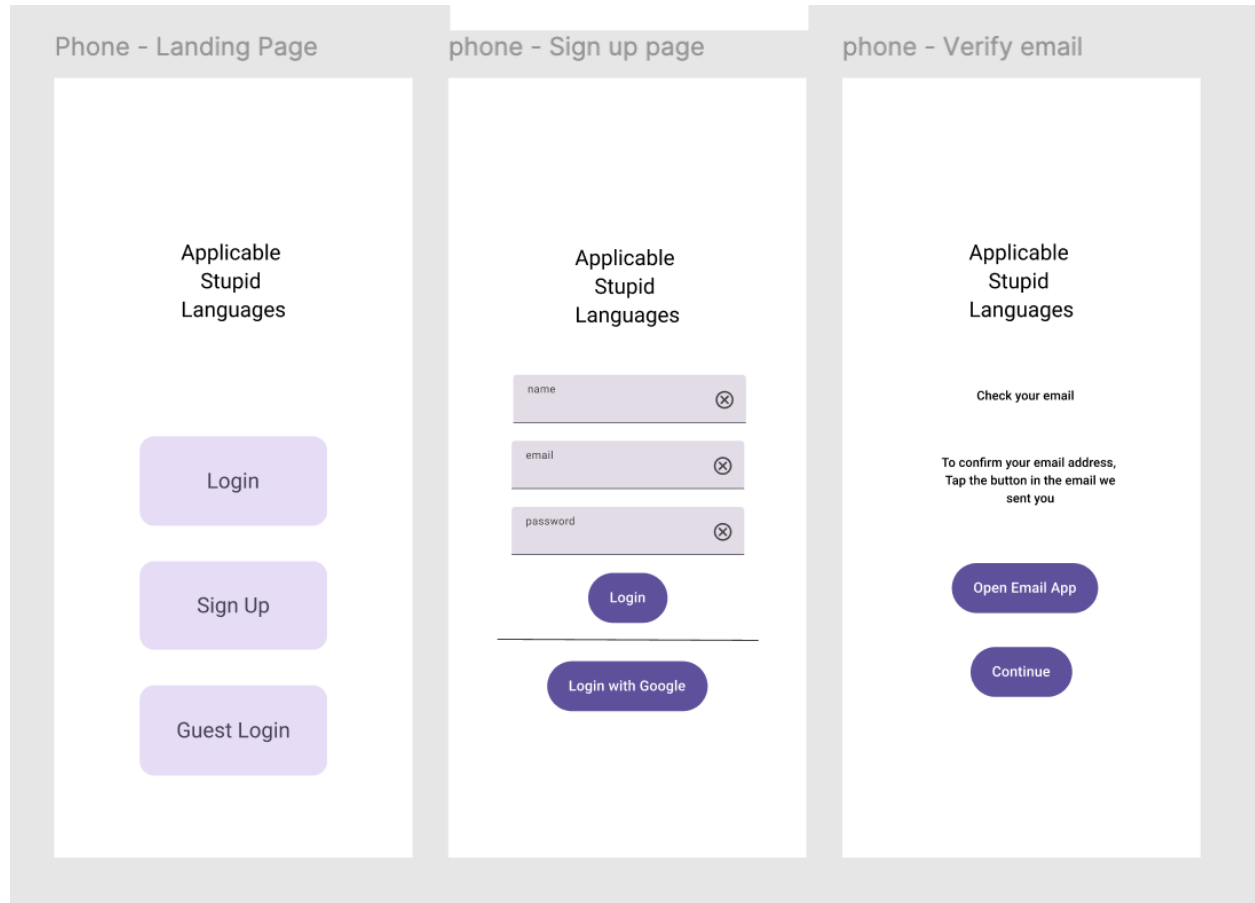 Phone - Landing Page
Applicable
Stupid
Languages
Login
Sign Up
Guest Login
phone - Sign up page
Applicable
Stupid
Languages
name
email
password
Login
Login with Google
phone - Verify email
Applicable
Stupid
Languages
Check your email
To confirm your email address,
Tap the button in the email we
sent you
Open Email App
Continue